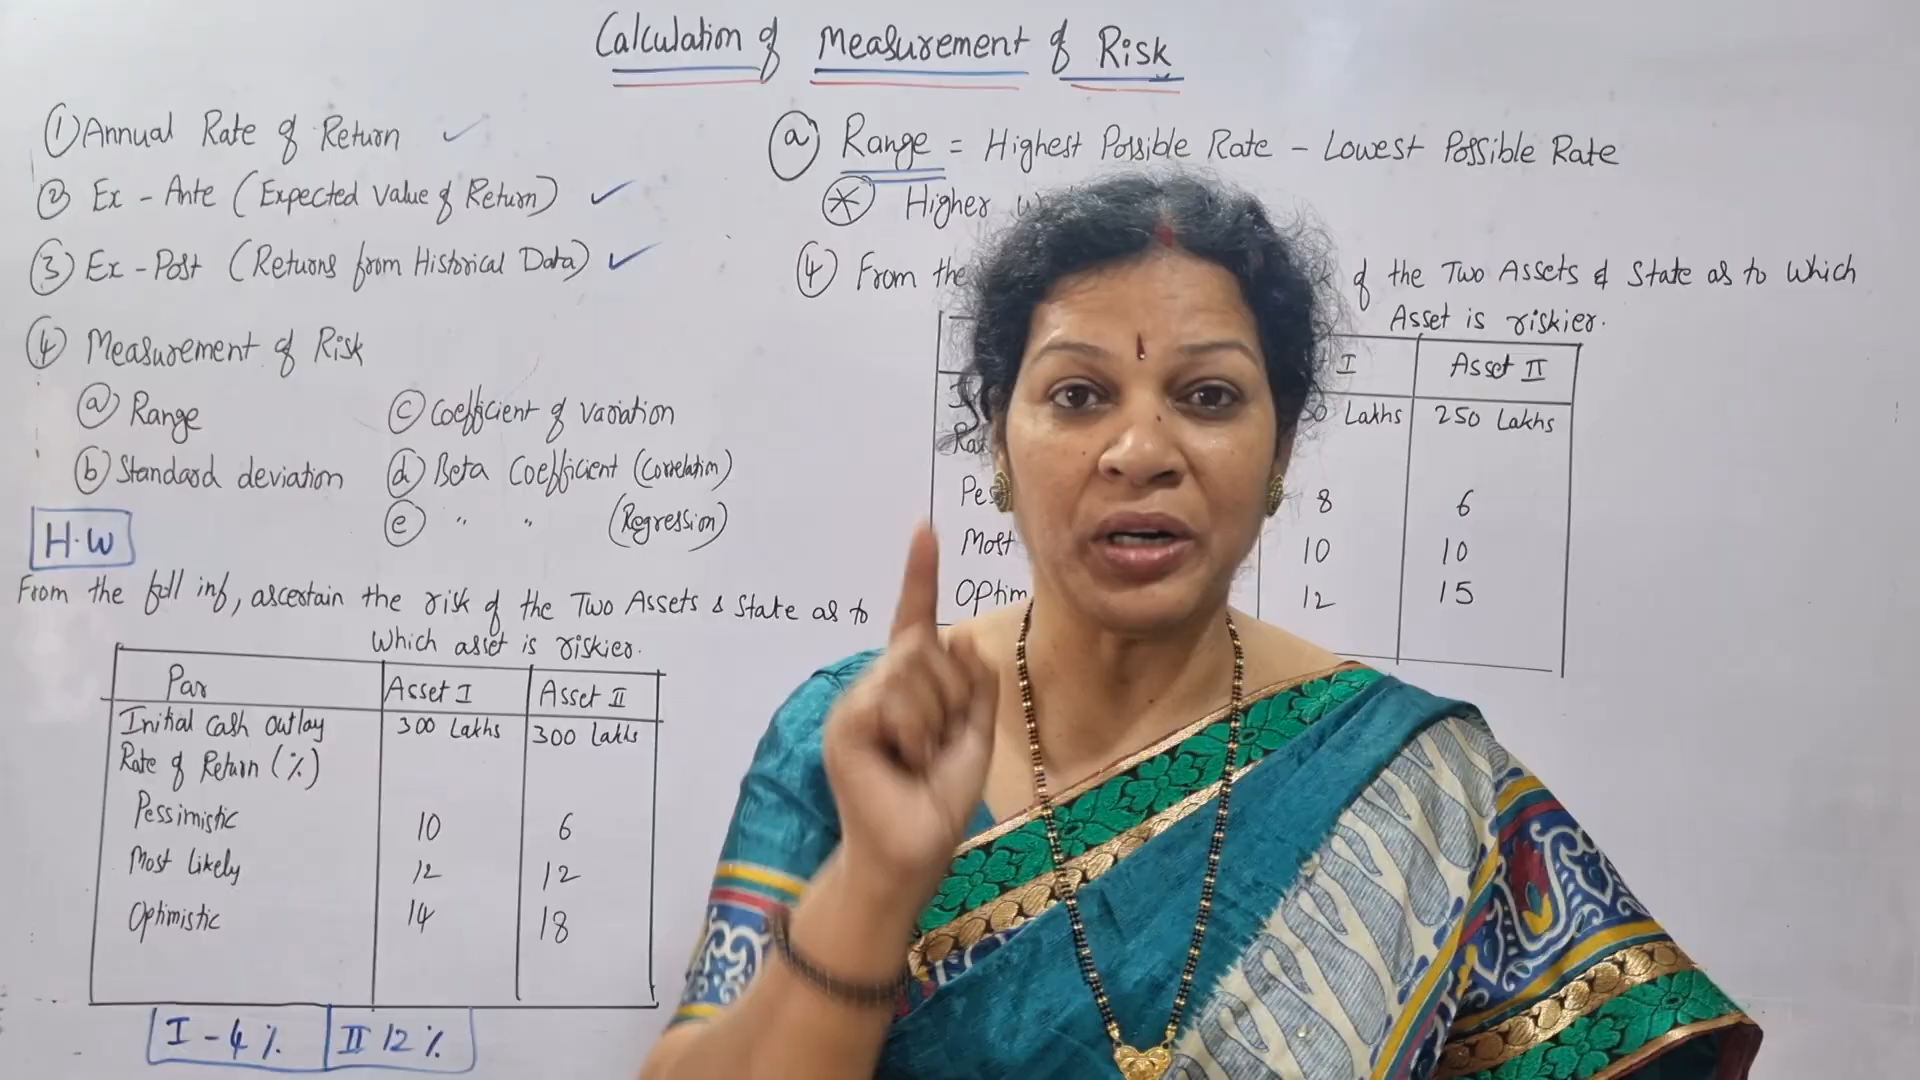 Calculation of Measurement of Risk
① Annual Rate of Return ✓
② Ex - Ante (Expected Value of Return) ✓
③ Ex - Post (Returns from Historical Data) ✓
④ Measurement of Risk
ⓐ Range
ⓑ Standard deviation
ⓒ Coefficient of variation
ⓓ Beta Coefficient (Correlation)
ⓔ " " (Regression)
H.W
From the foll inf, ascertain the risk of the Two Assets & State as to
Which asset is riskier.
Par Asset I Asset II
Initial Cash outlay 300 Lakhs 300 Lakhs
Rate of Return (%)
Pessimistic 10 6
Most Likely 12 12
Optimistic 14 18
I - 4% II 12%
ⓐ Range = Highest Possible Rate - Lowest Possible Rate
* Higher
④ From the of the Two Assets & State as to Which
Asset is riskier.
I Asset II
Lakhs 250 Lakhs
8 6
Most 10 10
12 15